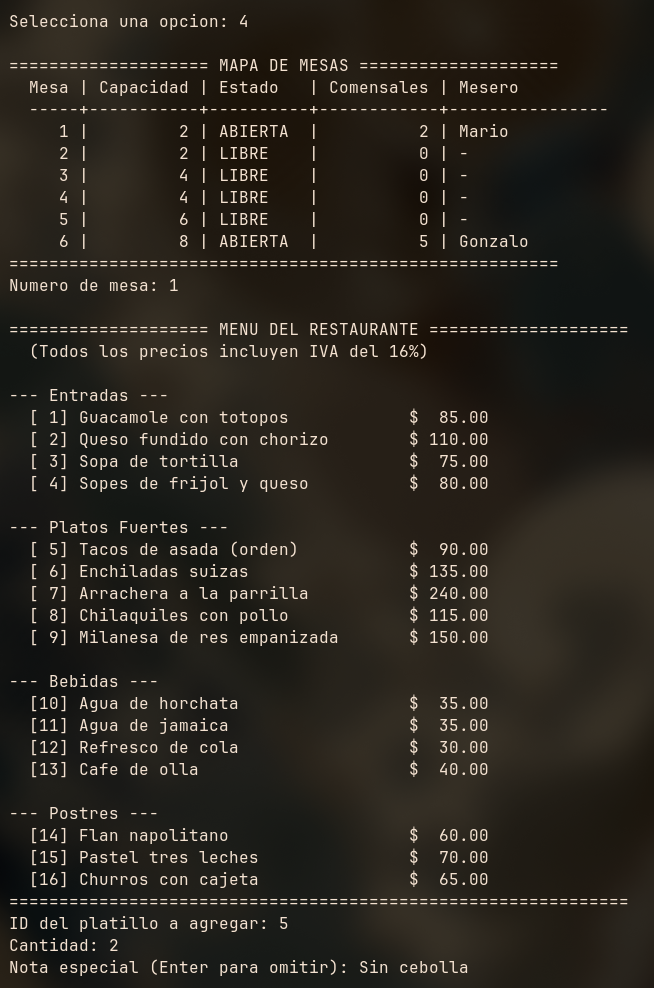 Selecciona una opcion: 4

==================== MAPA DE MESAS ====================
  Mesa | Capacidad | Estado   | Comensales | Mesero
  -----+-----------+----------+------------+----------------
     1 |         2 | ABIERTA  |          2 | Mario
     2 |         2 | LIBRE    |          0 | -
     3 |         4 | LIBRE    |          0 | -
     4 |         4 | LIBRE    |          0 | -
     5 |         6 | LIBRE    |          0 | -
     6 |         8 | ABIERTA  |          5 | Gonzalo
=======================================================
Numero de mesa: 1

==================== MENU DEL RESTAURANTE ====================
  (Todos los precios incluyen IVA del 16%)

--- Entradas ---
  [ 1] Guacamole con totopos            $  85.00
  [ 2] Queso fundido con chorizo        $ 110.00
  [ 3] Sopa de tortilla                 $  75.00
  [ 4] Sopes de frijol y queso          $  80.00

--- Platos Fuertes ---
  [ 5] Tacos de asada (orden)           $  90.00
  [ 6] Enchiladas suizas                $ 135.00
  [ 7] Arrachera a la parrilla          $ 240.00
  [ 8] Chilaquiles con pollo            $ 115.00
  [ 9] Milanesa de res empanizada       $ 150.00

--- Bebidas ---
  [10] Agua de horchata                 $  35.00
  [11] Agua de jamaica                  $  35.00
  [12] Refresco de cola                 $  30.00
  [13] Cafe de olla                     $  40.00

--- Postres ---
  [14] Flan napolitano                  $  60.00
  [15] Pastel tres leches               $  70.00
  [16] Churros con cajeta               $  65.00
==============================================================
ID del platillo a agregar: 5
Cantidad: 2
Nota especial (Enter para omitir): Sin cebolla